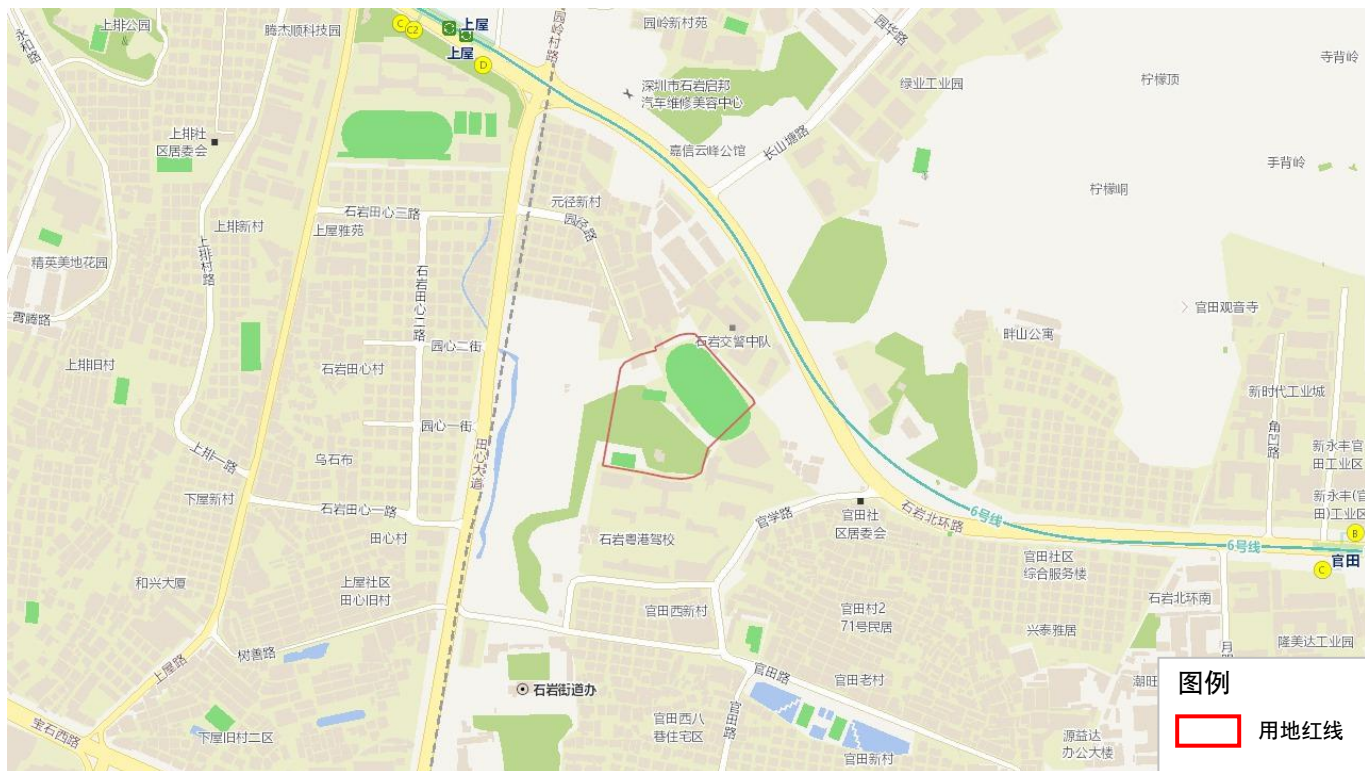 上排公园
腾杰顺科技园
C
C2
上屋
上屋
D
园岭村路
园岭新村苑
园华路
寺背岭
永和路
深圳市石岩启邦
汽车维修美容中心
绿业工业园
柠檬顶
上排社
区居委会
嘉信云峰公馆
长山塘路
手背岭
柠檬峒
元径新村
园径路
石岩田心三路
上屋雅苑
上排新村
上排村路
精英美地花园
石岩田心二路
官田观音寺
霄腾路
园心二街
石岩交警中队
畔山公寓
上排旧村
石岩田心村
新时代工业城
园心一街
田心大道
角凹路
上排一路
乌石布
新永丰官
田工业区
下屋新村
石岩田心一路
官学路
官田社
区居委会
石岩北环路
6号线
新永丰(官
田)工业区
田心村
石岩粤港驾校
6号线
B
官田
C
和兴大厦
上屋社区
田心旧村
官田社区
综合服务楼
官田西新村
官田村2
71号民居
石岩北环南
兴泰雅居
隆美达工业园
树善路
上屋路
官田路
官田老村
石岩街道办
宝石西路
下屋旧村二区
官田西八
巷住宅区
官田路
官田新村
源益达
办公大楼
图例
用地红线